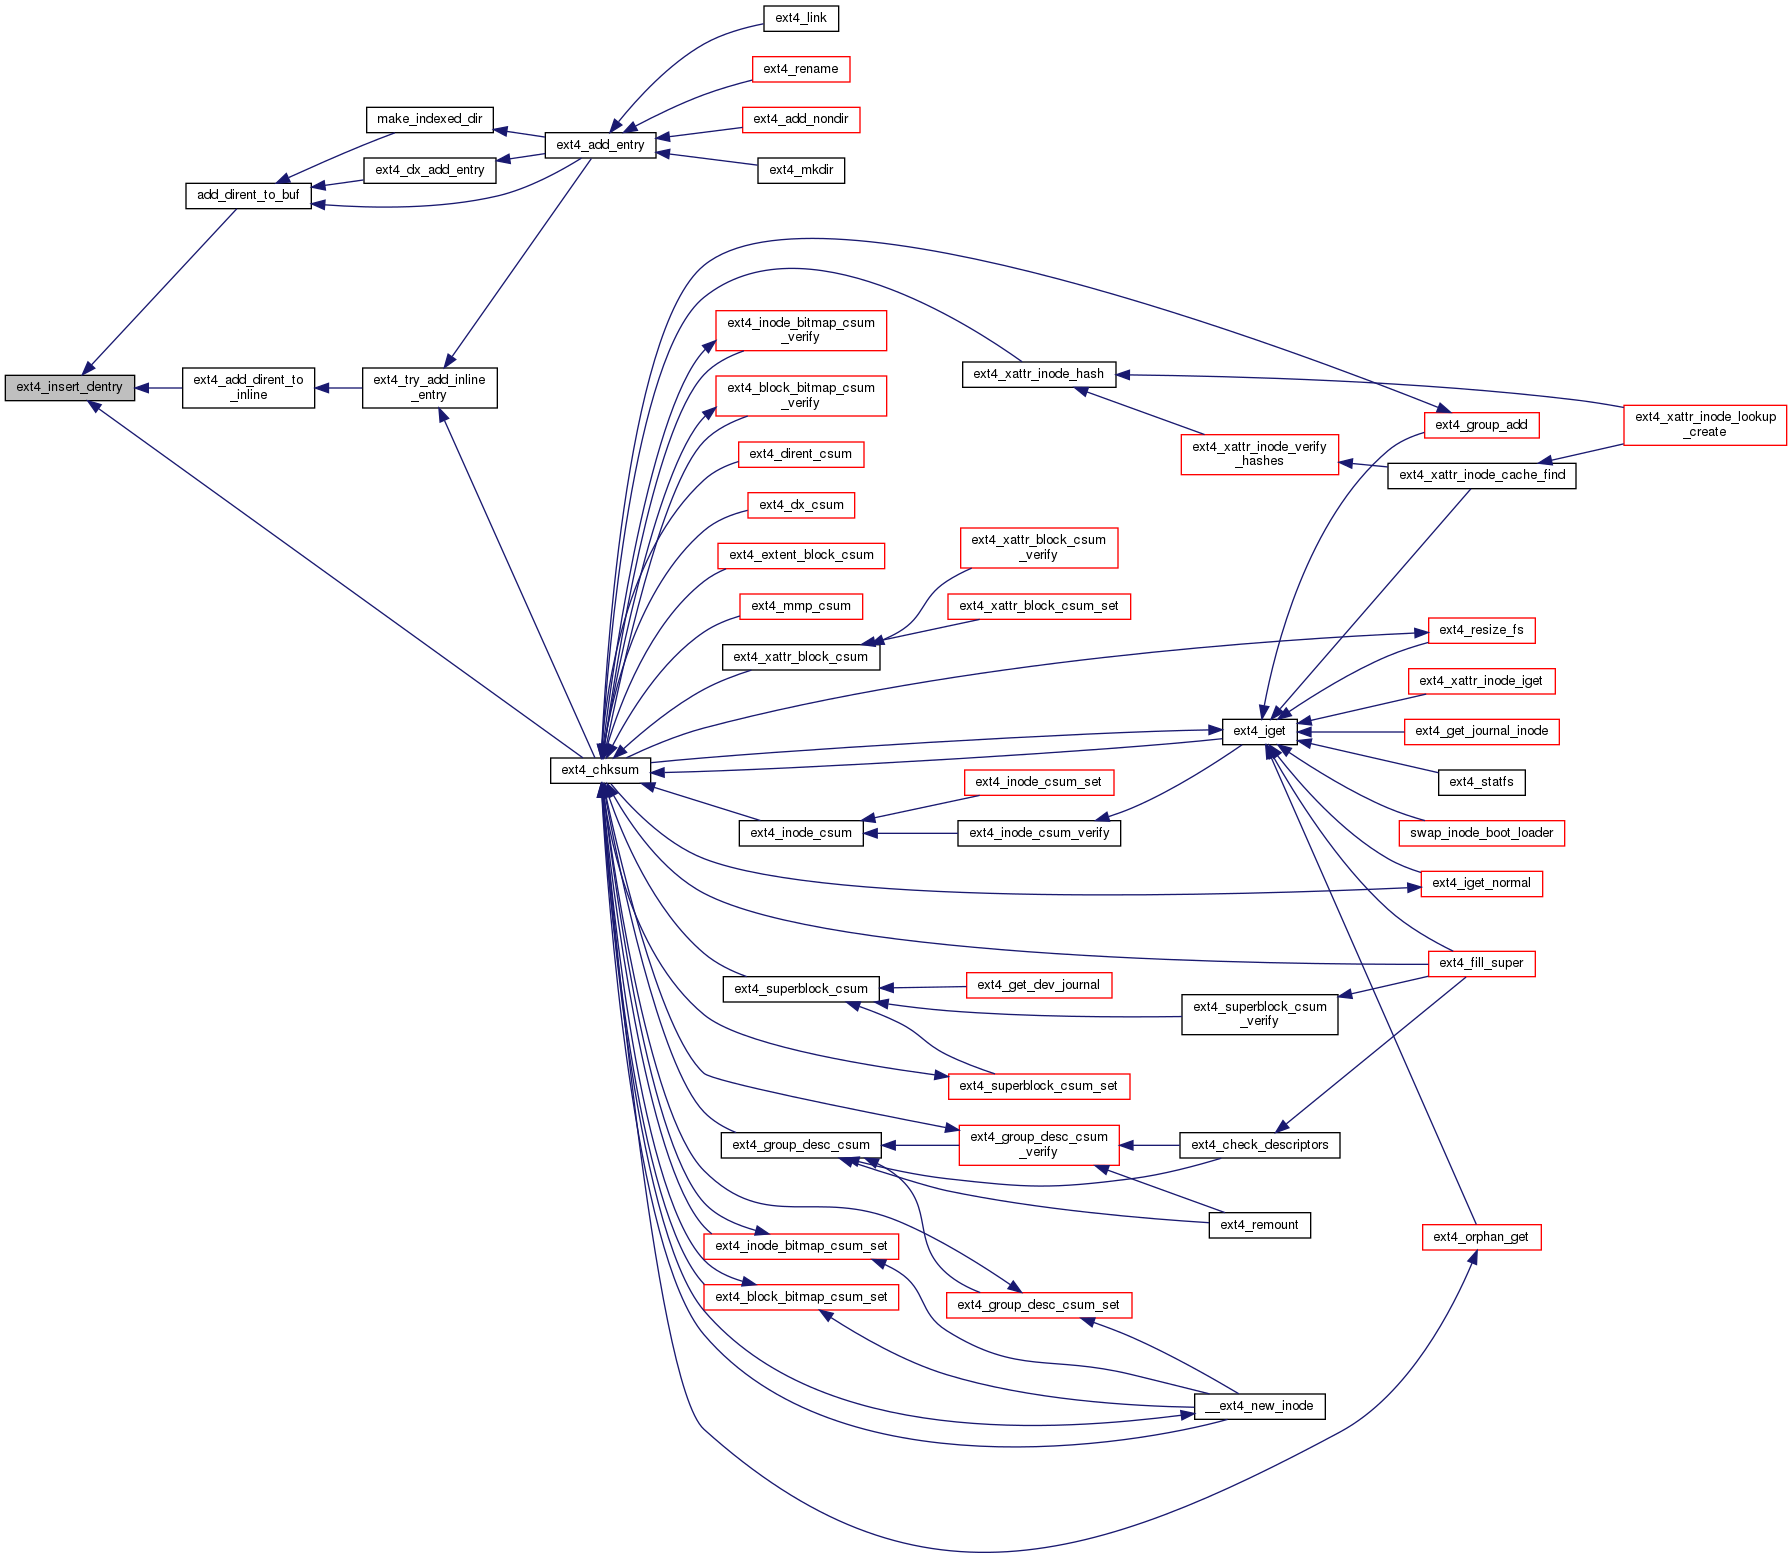 ext4_link
ext4_rename
make_indexed_dir
ext4_add_nondir
ext4_add_entry
ext4_dx_add_entry
ext4_mkdir
add_dirent_to_buf
ext4_inode_bitmap_csum
_verify
ext4_insert_dentry
ext4_add_dirent_to
_inline
ext4_try_add_inline
_entry
ext4_block_bitmap_csum
_verify
ext4_xattr_inode_hash
ext4_group_add
ext4_xattr_inode_lookup
_create
ext4_dirent_csum
ext4_xattr_inode_verify
_hashes
ext4_xattr_inode_cache_find
ext4_dx_csum
ext4_extent_block_csum
ext4_xattr_block_csum
_verify
ext4_mmp_csum
ext4_xattr_block_csum_set
ext4_resize_fs
ext4_xattr_block_csum
ext4_xattr_inode_iget
ext4_iget
ext4_get_journal_inode
ext4_chksum
ext4_inode_csum_set
ext4_statfs
ext4_inode_csum
ext4_inode_csum_verify
swap_inode_boot_loader
ext4_iget_normal
ext4_fill_super
ext4_superblock_csum
ext4_get_dev_journal
ext4_superblock_csum
_verify
ext4_superblock_csum_set
ext4_group_desc_csum
ext4_group_desc_csum
_verify
ext4_check_descriptors
ext4_remount
ext4_orphan_get
ext4_inode_bitmap_csum_set
ext4_block_bitmap_csum_set
ext4_group_desc_csum_set
__ext4_new_inode